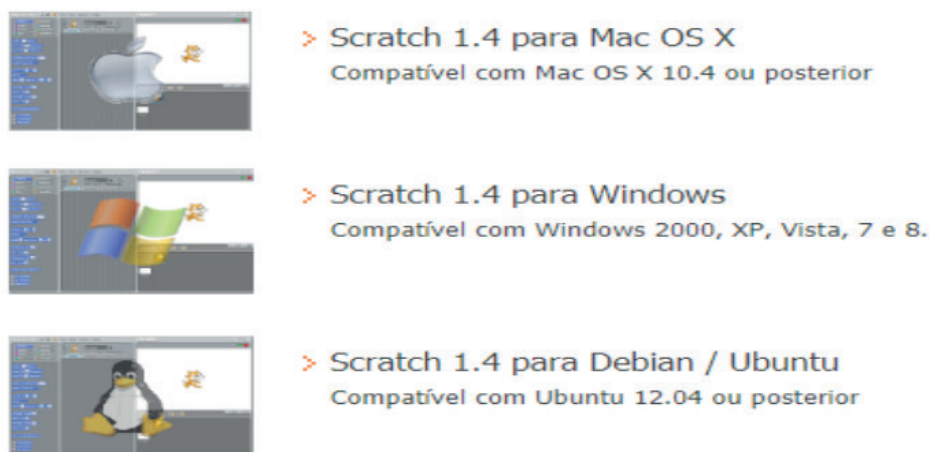 > Scratch 1.4 para Mac OS X
Compatível com Mac OS X 10.4 ou posterior
> Scratch 1.4 para Windows
Compatível com Windows 2000, XP, Vista, 7 e 8.
> Scratch 1.4 para Debian / Ubuntu
Compatível com Ubuntu 12.04 ou posterior